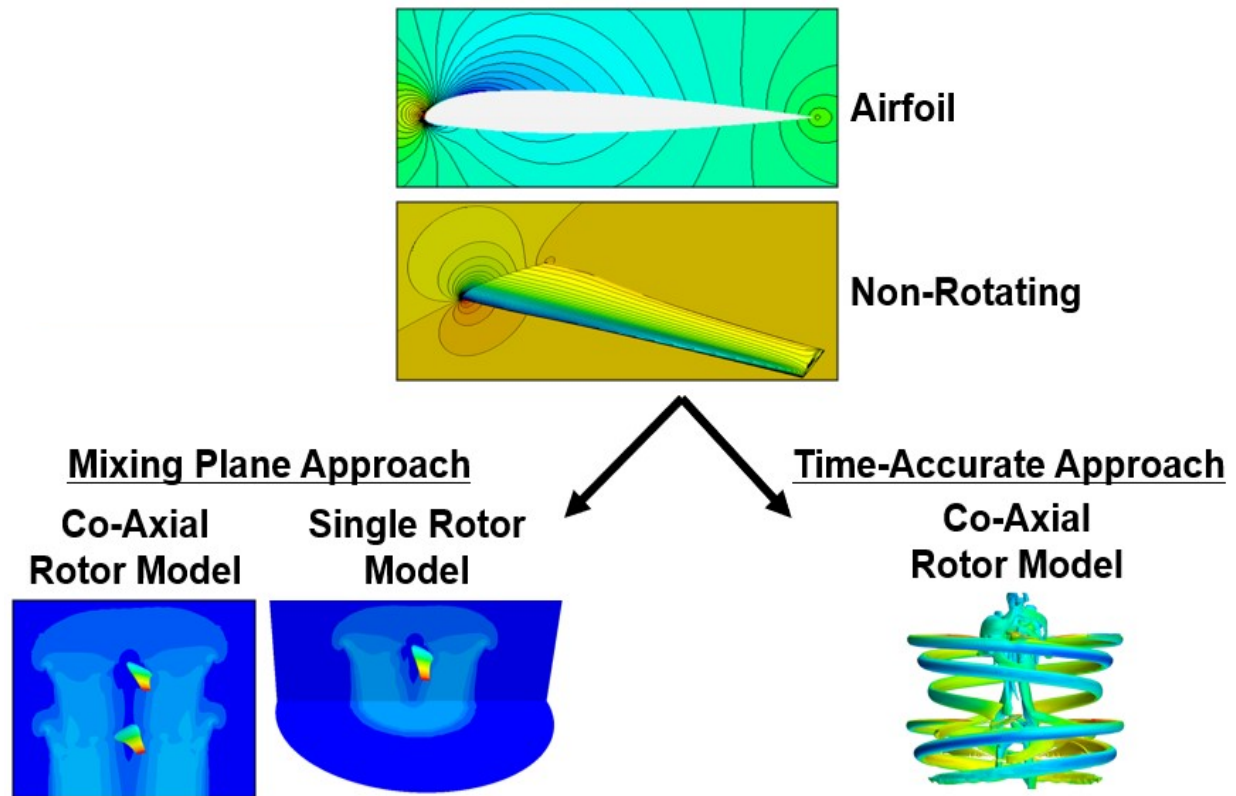 Airfoil
Non-Rotating
Mixing Plane Approach
Co-Axial
Rotor Model
Single Rotor
Model
Time-Accurate Approach
Co-Axial
Rotor Model